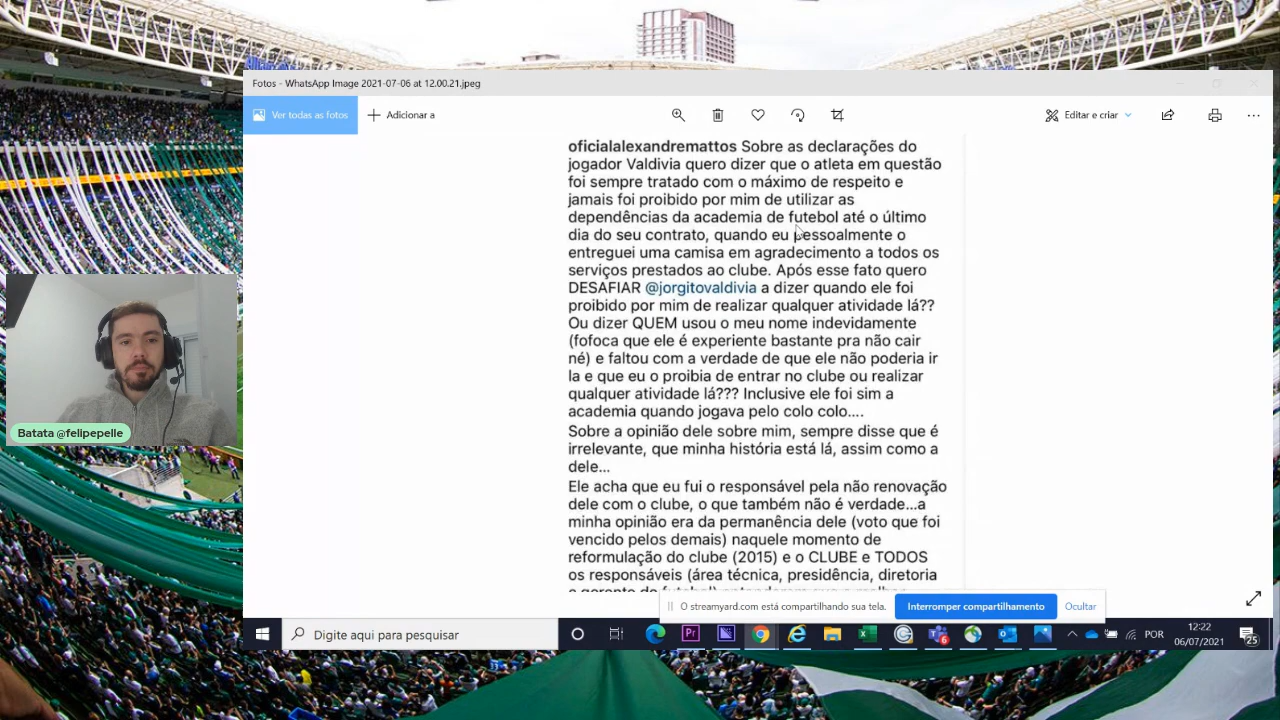 Fotos - WhatsApp Image 2021-07-06 at 12.00.21.jpeg
Ver todas as fotos
Adicionar a
Editar e criar
oficialalexandremattos Sobre as declarações do
jogador Valdivia quero dizer que o atleta em questão
foi sempre tratado com o máximo de respeito e
jamais foi proibido por mim de utilizar as
dependências da academia de futebol até o último
dia do seu contrato, quando eu pessoalmente o
entreguei uma camisa em agradecimento a todos os
serviços prestados ao clube. Após esse fato quero
DESAFIAR @jorgitovaldivia a dizer quando ele foi
proibido por mim de realizar qualquer atividade lá??
Ou dizer QUEM usou o meu nome indevidamente
(fofoca que ele é experiente bastante pra não cair
né) e faltou com a verdade de que ele não poderia ir
la e que eu o proibia de entrar no clube ou realizar
qualquer atividade lá??? Inclusive ele foi sim a
academia quando jogava pelo colo colo....
Sobre a opinião dele sobre mim, sempre disse que é
irrelevante, que minha história está lá, assim como a
dele...
Ele acha que eu fui o responsável pela não renovação
dele com o clube, o que também não é verdade...a
minha opinião era da permanência dele (voto que foi
vencido pelos demais) naquele momento de
reformulação do clube (2015) e o CLUBE e TODOS
os responsáveis (área técnica, presidência, diretoria
Batata @felipepelle
O streamyard.com está compartilhando sua tela.
Interromper compartilhamento
Ocultar
Digite aqui para pesquisar
POR
12:22
06/07/2021
25